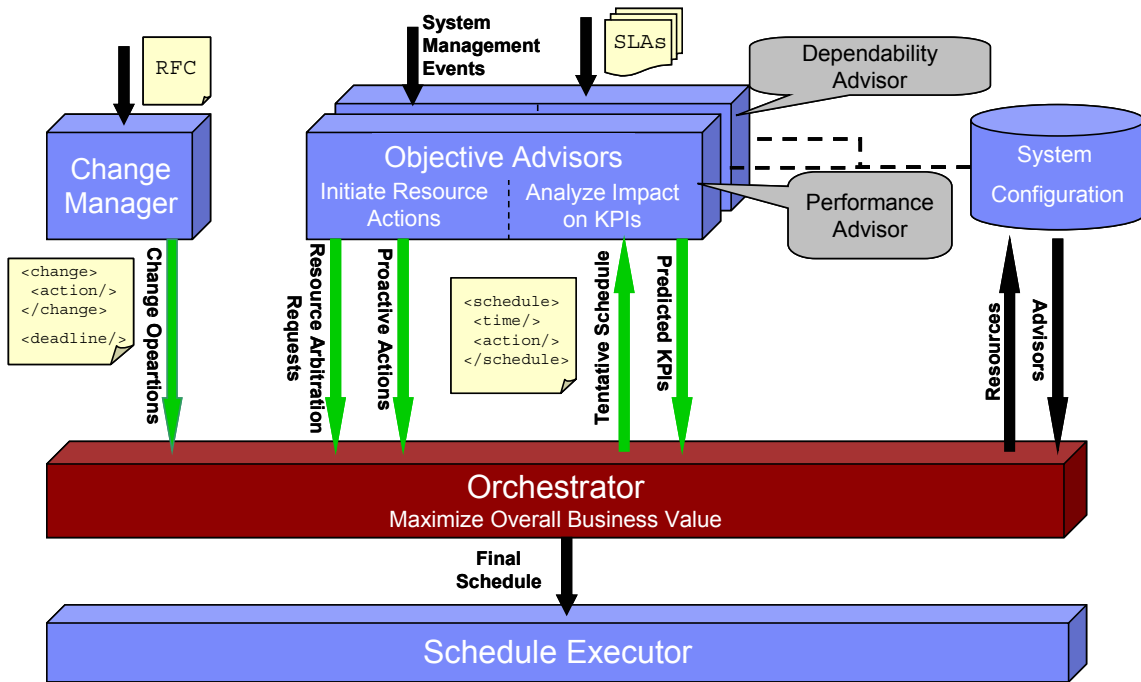 RFC
System
Management
Events
SLAs
Dependability
Advisor
Change
Manager
Objective Advisors
Initiate Resource
Actions
Analyze Impact
on KPIs
Performance
Advisor
System
Configuration
<change>
<action/>
</change>
<deadline/>
Change Opeartions
Resource Arbitration
Requests
Proactive Actions
<schedule>
<time/>
<action/>
</schedule>
Tentative Schedule
Predicted KPIs
Resources
Advisors
Orchestrator
Maximize Overall Business Value
Final
Schedule
Schedule Executor